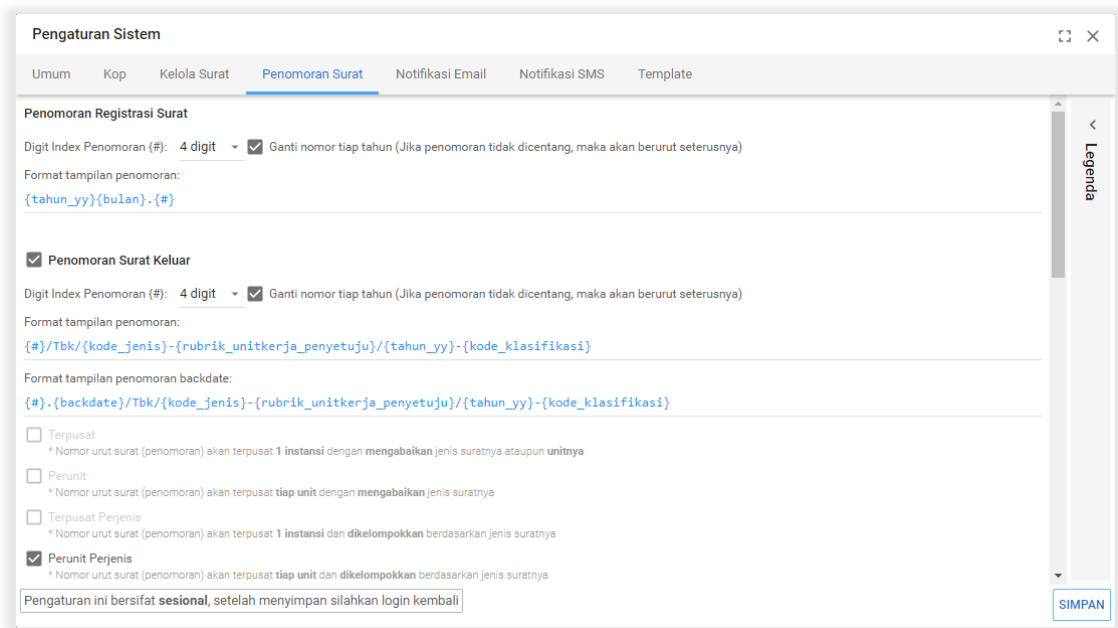 Pengaturan Sistem
Umum Kop Kelola Surat Penomoran Surat Notifikasi Email Notifikasi SMS Template
Penomoran Registrasi Surat
Digit Index Penomoran {#}: 4 digit Ganti nomor tiap tahun (Jika penomoran tidak dicentang, maka akan berurut seterusnya)
Format tampilan penomoran:
{tahun_yy}{bulan}.{#}
Penomoran Surat Keluar
Digit Index Penomoran {#}: 4 digit Ganti nomor tiap tahun (Jika penomoran tidak dicentang, maka akan berurut seterusnya)
Format tampilan penomoran:
{#}/Tbk/{kode_jenis}-{rubrik_unitkerja_penyetuju}/{tahun_yy}-{kode_klasifikasi}
Format tampilan penomoran backdate:
{#}.{backdate}/Tbk/{kode_jenis}-{rubrik_unitkerja_penyetuju}/{tahun_yy}-{kode_klasifikasi}
Terpusat
* Nomor urut surat (penomoran) akan terpusat 1 instansi dengan mengabaikan jenis suratnya ataupun unitnya
Perunit
* Nomor urut surat (penomoran) akan terpusat tiap unit dengan mengabaikan jenis suratnya
Terpusat Perjenis
* Nomor urut surat (penomoran) akan terpusat 1 instansi dan dikelompokkan berdasarkan jenis suratnya
Perunit Perjenis
* Nomor urut surat (penomoran) akan terpusat tiap unit dan dikelompokkan berdasarkan jenis suratnya
Pengaturan ini bersifat sesional, setelah menyimpan silahkan login kembali
SIMPAN
Legenda